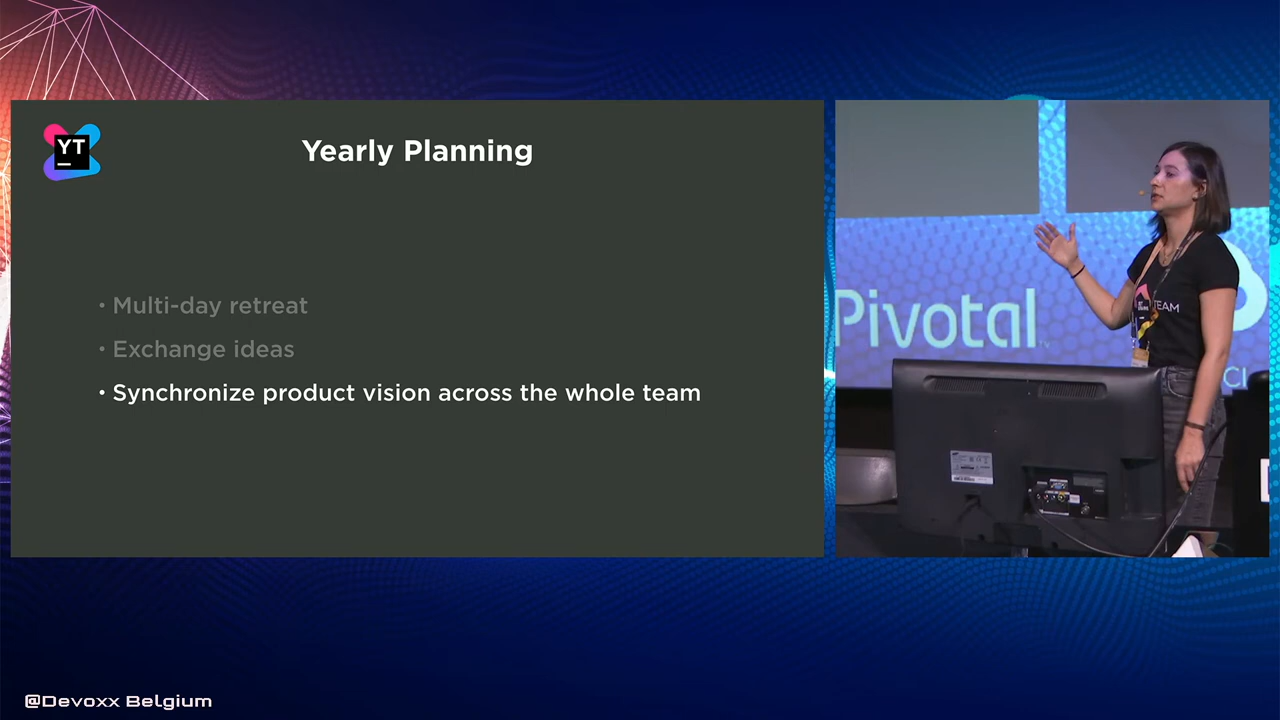 YT
Yearly Planning
• Multi-day retreat
• Exchange ideas
• Synchronize product vision across the whole team
Pivotal
TEAM
CI
@Devoxx Belgium